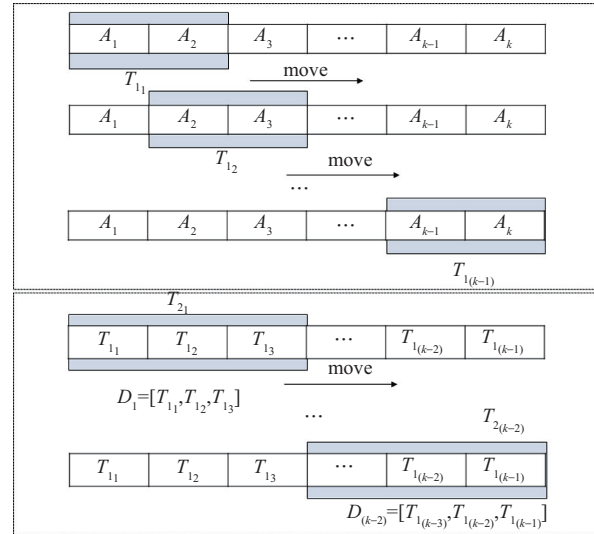 A₁ A₂ A₃ ... Aₖ₋₁ Aₖ
T₁₁
move
A₁ A₂ A₃ ... Aₖ₋₁ Aₖ
T₁₂
move
...
A₁ A₂ A₃ ... Aₖ₋₁ Aₖ
T₁₍ₖ₋₁₎
T₂₁
T₁₁ T₁₂ T₁₃ ... T₁₍ₖ₋₂₎ T₁₍ₖ₋₁₎
move
D₁=[T₁₁,T₁₂,T₁₃]
...
T₂₍ₖ₋₂₎
T₁₁ T₁₂ T₁₃ ... T₁₍ₖ₋₂₎ T₁₍ₖ₋₁₎
D₍ₖ₋₂₎=[T₁₍ₖ₋₃₎,T₁₍ₖ₋₂₎,T₁₍ₖ₋₁₎]